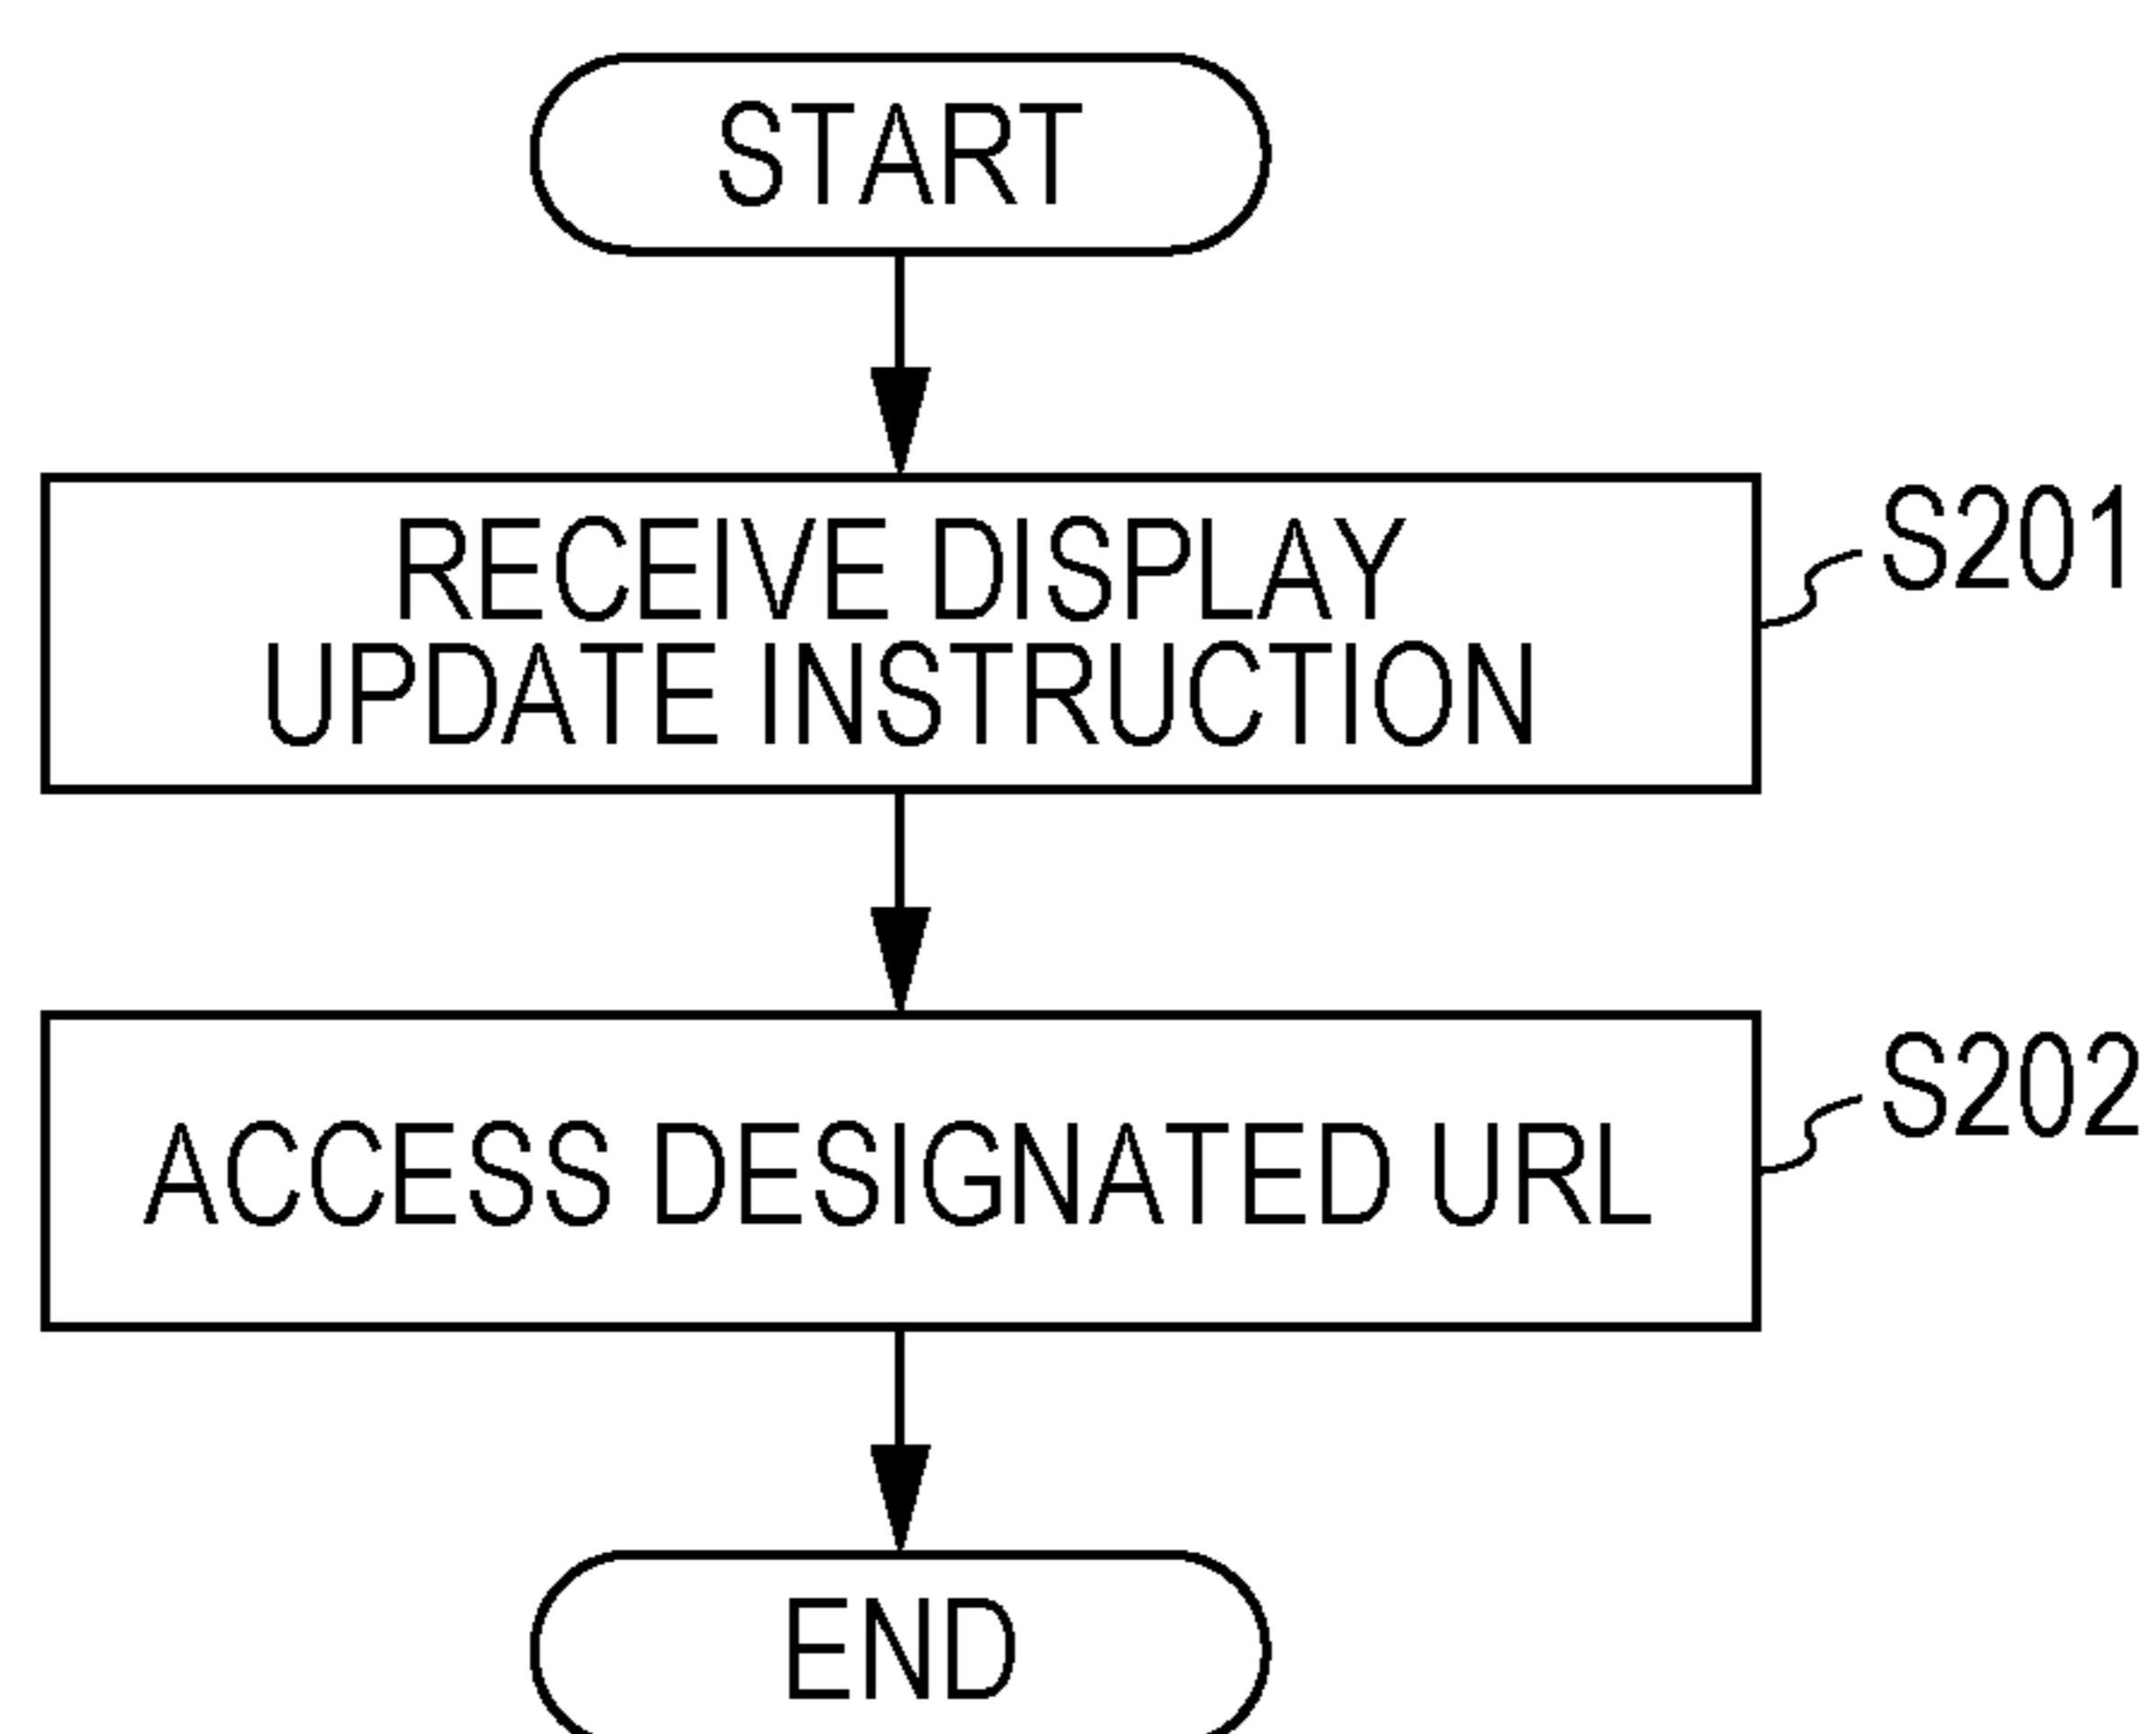 START
RECEIVE DISPLAY
UPDATE INSTRUCTION
S201
ACCESS DESIGNATED URL
S202
END